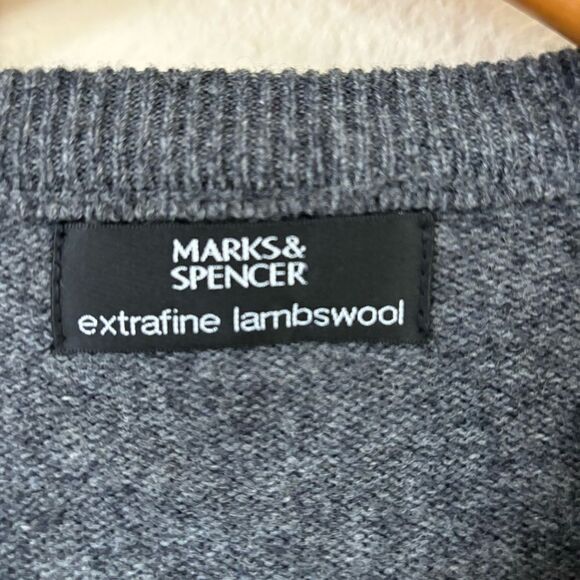 MARKS&
SPENCER
extrafine lambswool